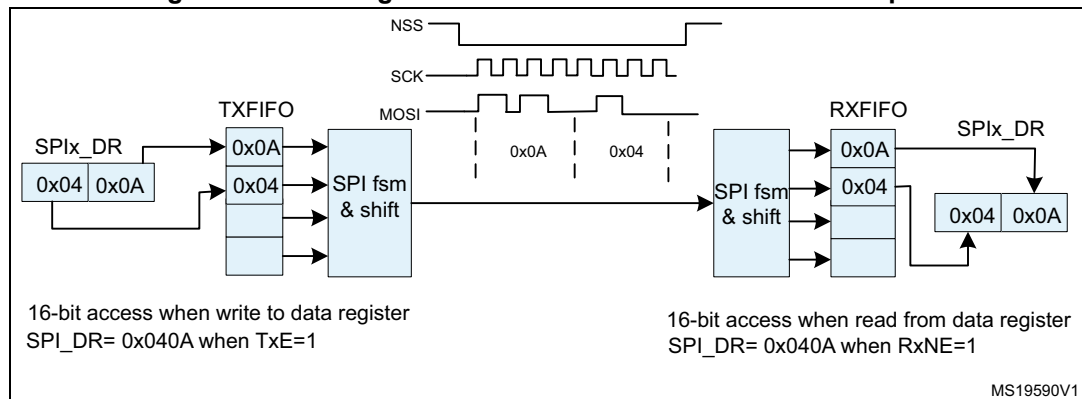 NSS
SCK
MOSI
TXFIFO
RXFIFO
SPIx_DR
SPIx_DR
0x04 0x0A
0x0A
0x04
SPI fsm
& shift
0x0A
0x04
SPI fsm
& shift
0x0A
0x04
0x04 0x0A
16-bit access when write to data register
SPI_DR= 0x040A when TxE=1
16-bit access when read from data register
SPI_DR= 0x040A when RxNE=1
MS19590V1